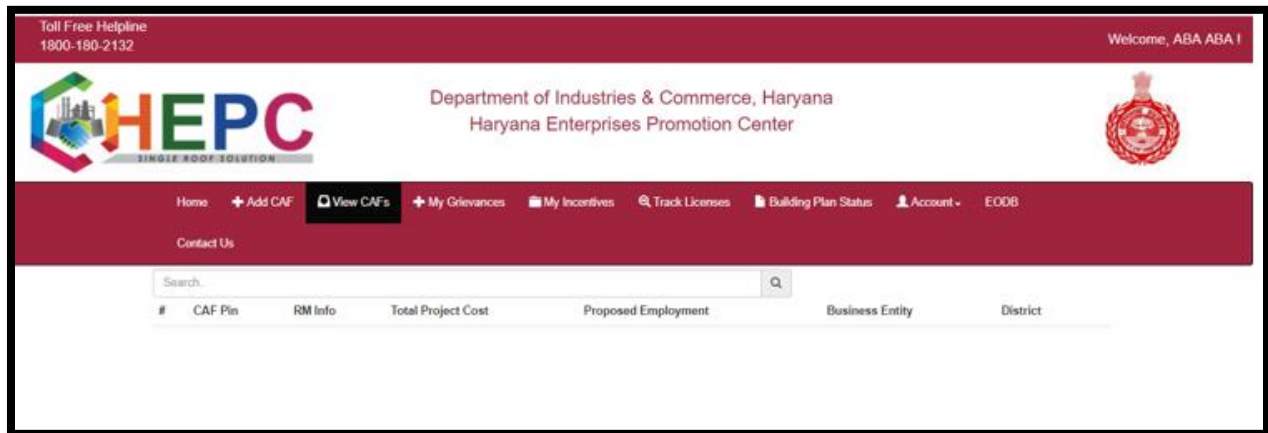 Toll Free Helpline
1800-180-2132
Welcome, ABA ABA !
HEPC
SINGLE ROOF SOLUTION
Department of Industries & Commerce, Haryana
Haryana Enterprises Promotion Center
Home Add CAF View CAFs My Grievances My Incentives Track Licenses Building Plan Status Account EODB
Contact Us
Search..
# CAF Pin RM Info Total Project Cost Proposed Employment Business Entity District